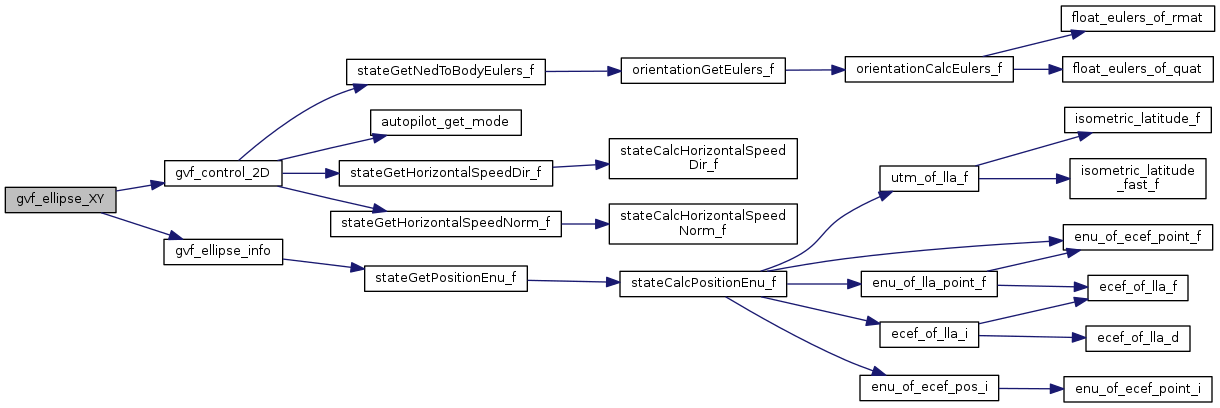 gvf_ellipse_XY
gvf_control_2D
gvf_ellipse_info
stateGetNedToBodyEulers_f
autopilot_get_mode
stateGetHorizontalSpeedDir_f
stateGetHorizontalSpeedNorm_f
stateGetPositionEnu_f
orientationGetEulers_f
stateCalcHorizontalSpeed
Dir_f
stateCalcHorizontalSpeed
Norm_f
stateCalcPositionEnu_f
orientationCalcEulers_f
utm_of_lla_f
enu_of_lla_point_f
ecef_of_lla_i
enu_of_ecef_pos_i
float_eulers_of_rmat
float_eulers_of_quat
isometric_latitude_f
isometric_latitude
_fast_f
enu_of_ecef_point_f
ecef_of_lla_f
ecef_of_lla_d
enu_of_ecef_point_i